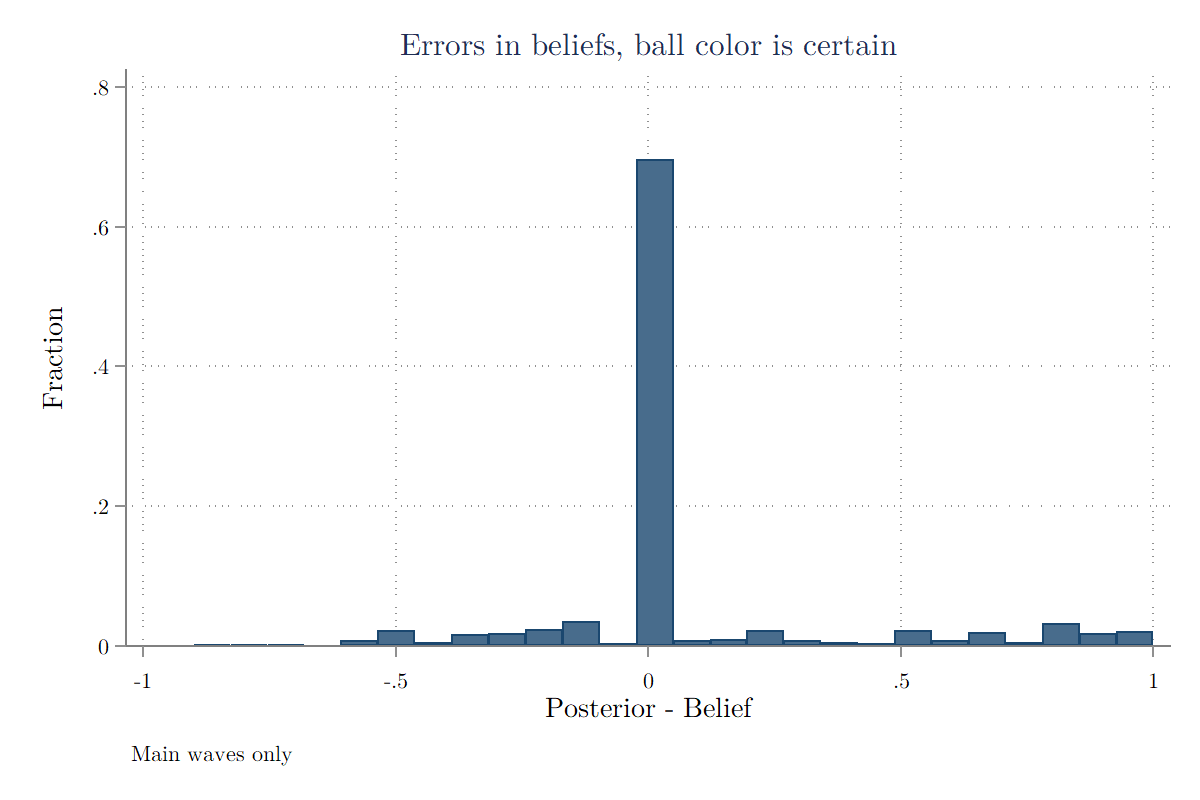 Errors in beliefs, ball color is certain
.8
.6
.4
.2
0
Fraction
-1
-.5
0
.5
1
Posterior - Belief
Main waves only